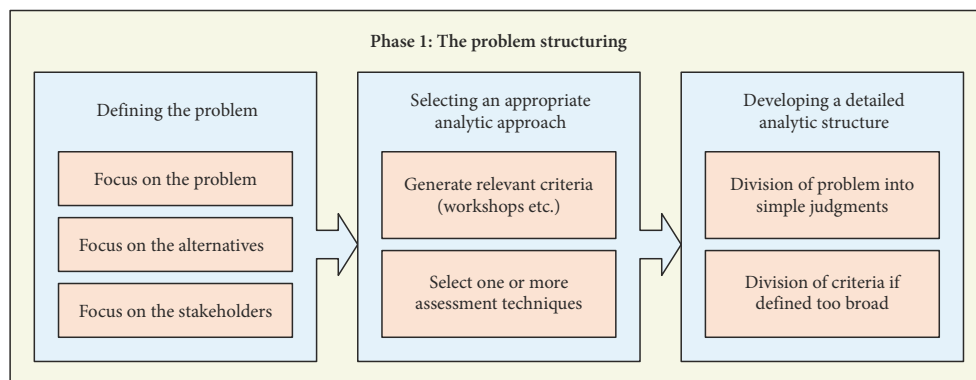 Phase 1: The problem structuring
Defining the problem
Focus on the problem
Focus on the alternatives
Focus on the stakeholders
Selecting an appropriate
analytic approach
Generate relevant criteria
(workshops etc.)
Select one or more
assessment techniques
Developing a detailed
analytic structure
Division of problem into
simple judgments
Division of criteria if
defined too broad